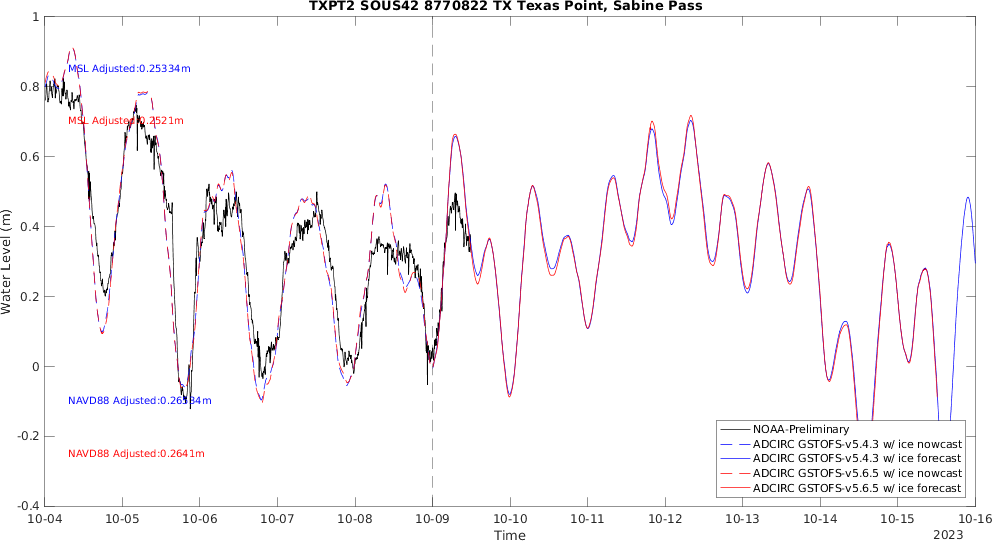 TXPT2 SOUS42 8770822 TX Texas Point, Sabine Pass
1
0.8
0.6
0.4
0.2
0
-0.2
-0.4
Water Level (m)
MSL Adjusted:0.25334m
MSL Adjusted:0.2521m
NAVD88 Adjusted:0.26534m
NAVD88 Adjusted:0.2641m
NOAA-Preliminary
ADCIRC GSTOFS-v5.4.3 w/ ice nowcast
ADCIRC GSTOFS-v5.4.3 w/ ice forecast
ADCIRC GSTOFS-v5.6.5 w/ ice nowcast
ADCIRC GSTOFS-v5.6.5 w/ ice forecast
10-04 10-05 10-06 10-07 10-08 10-09 10-10 10-11 10-12 10-13 10-14 10-15 10-16
Time
2023